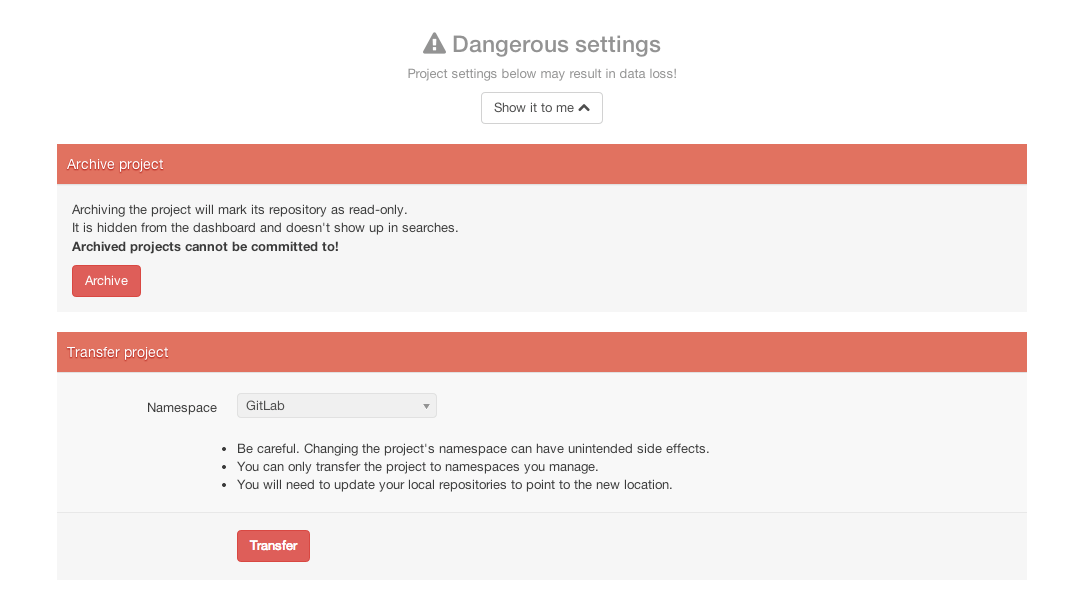 Dangerous settings
Project settings below may result in data loss!
Show it to me
Archive project
Archiving the project will mark its repository as read-only.
It is hidden from the dashboard and doesn't show up in searches.
Archived projects cannot be committed to!
Archive
Transfer project
Namespace
GitLab
Be careful. Changing the project's namespace can have unintended side effects.
You can only transfer the project to namespaces you manage.
You will need to update your local repositories to point to the new location.
Transfer